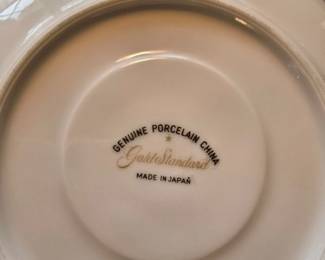 GENUINE PORCELAIN CHINA
Gold Standard
MADE IN JAPAN